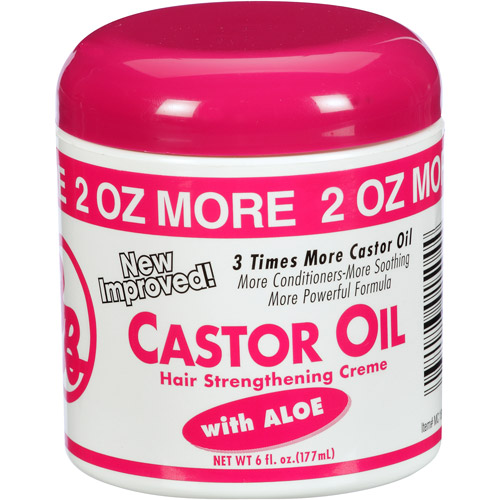 2 OZ MORE 2 OZ MO
New
Improved!
3 Times More Castor Oil
More Conditioners-More Soothing
More Powerful Formula
CASTOR OIL
Hair Strengthening Creme
with ALOE
NET WT 6 fl. oz. (177mL)